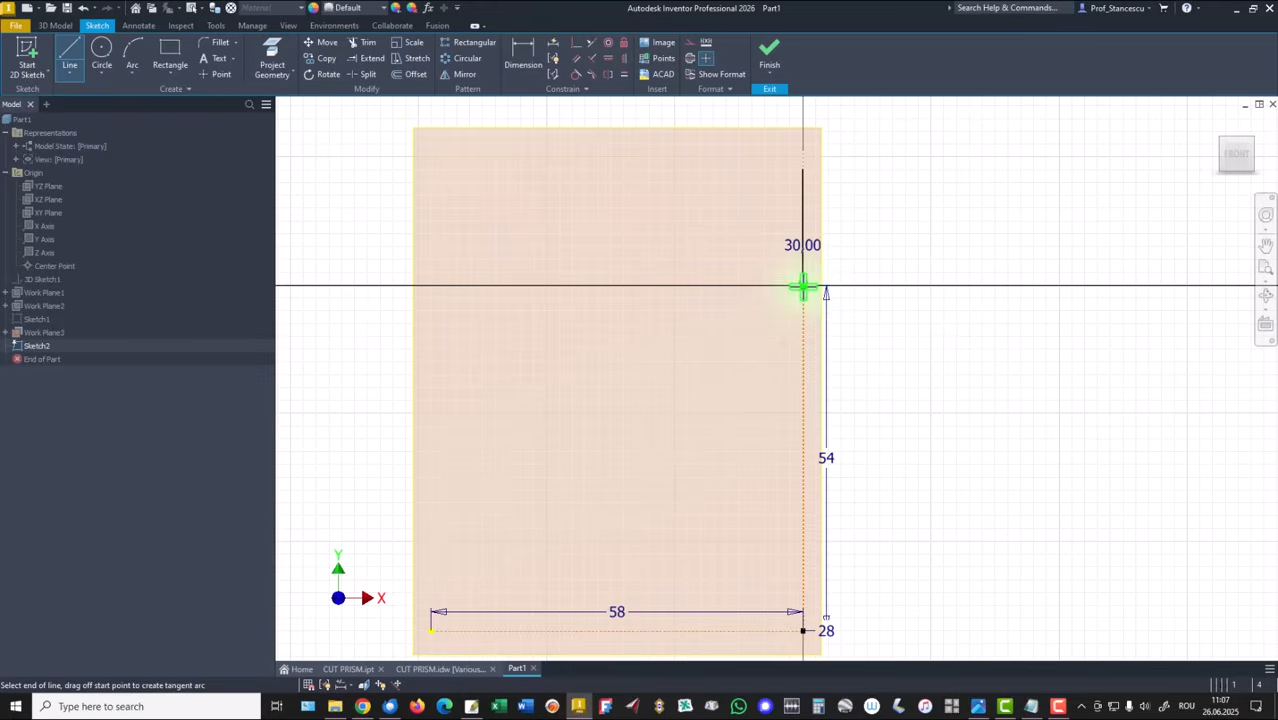 Material
Default
Autodesk Inventor Professional 2026 Part1
Search Help & Commands...
Prof_Stancescu
File 3D Model Sketch Annotate Inspect Tools Manage View Environments Collaborate Fusion
Start
2D Sketch
Line
Circle
Arc
Rectangle
Fillet
Text
Point
Project
Geometry
Move
Trim
Scale
Copy
Extend
Stretch
Rotate
Split
Offset
Rectangular
Circular
Mirror
Dimension
Image
Points
ACAD
Show Format
Finish
Sketch
Create
Modify
Pattern
Constrain
Insert
Format
Exit
Model
Part1
Representations
Model State: [Primary]
View: [Primary]
Origin
YZ Plane
XZ Plane
XY Plane
X Axis
Y Axis
Z Axis
Center Point
3D Sketch1
Work Plane1
Work Plane2
Sketch1
Work Plane3
Sketch2
End of Part
FRONT
30.00
54
58
28
Y
X
Home CUT PRISM.ipt CUT PRISM.idw [Various... Part1
Select end of line, drag off start point to create tangent arc
1 4
Type here to search
ROU
11:07
26.06.2025